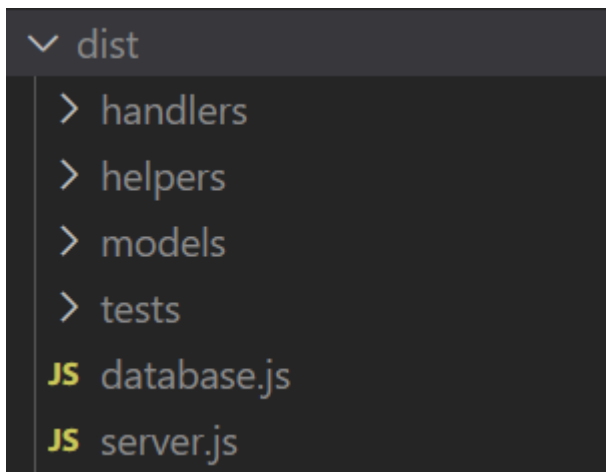 dist
handlers
helpers
models
tests
JS database.js
JS server.js